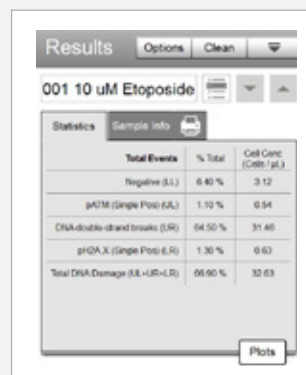 Results Options Clean
001 10 uM Etoposide
Statistics Sample Info
Total Events % Total Cell Conc (Cells / µL)
Negative (LL) 6.40 % 3.12
pATM (Single Pos) (UL) 1.10 % 0.54
DNA double-strand breaks (UR) 64.50 % 31.46
pH2A.X (Single Pos) (LR) 1.30 % 0.63
Total DNA Damage (UL+UR+LR) 66.90 % 32.63
Plots